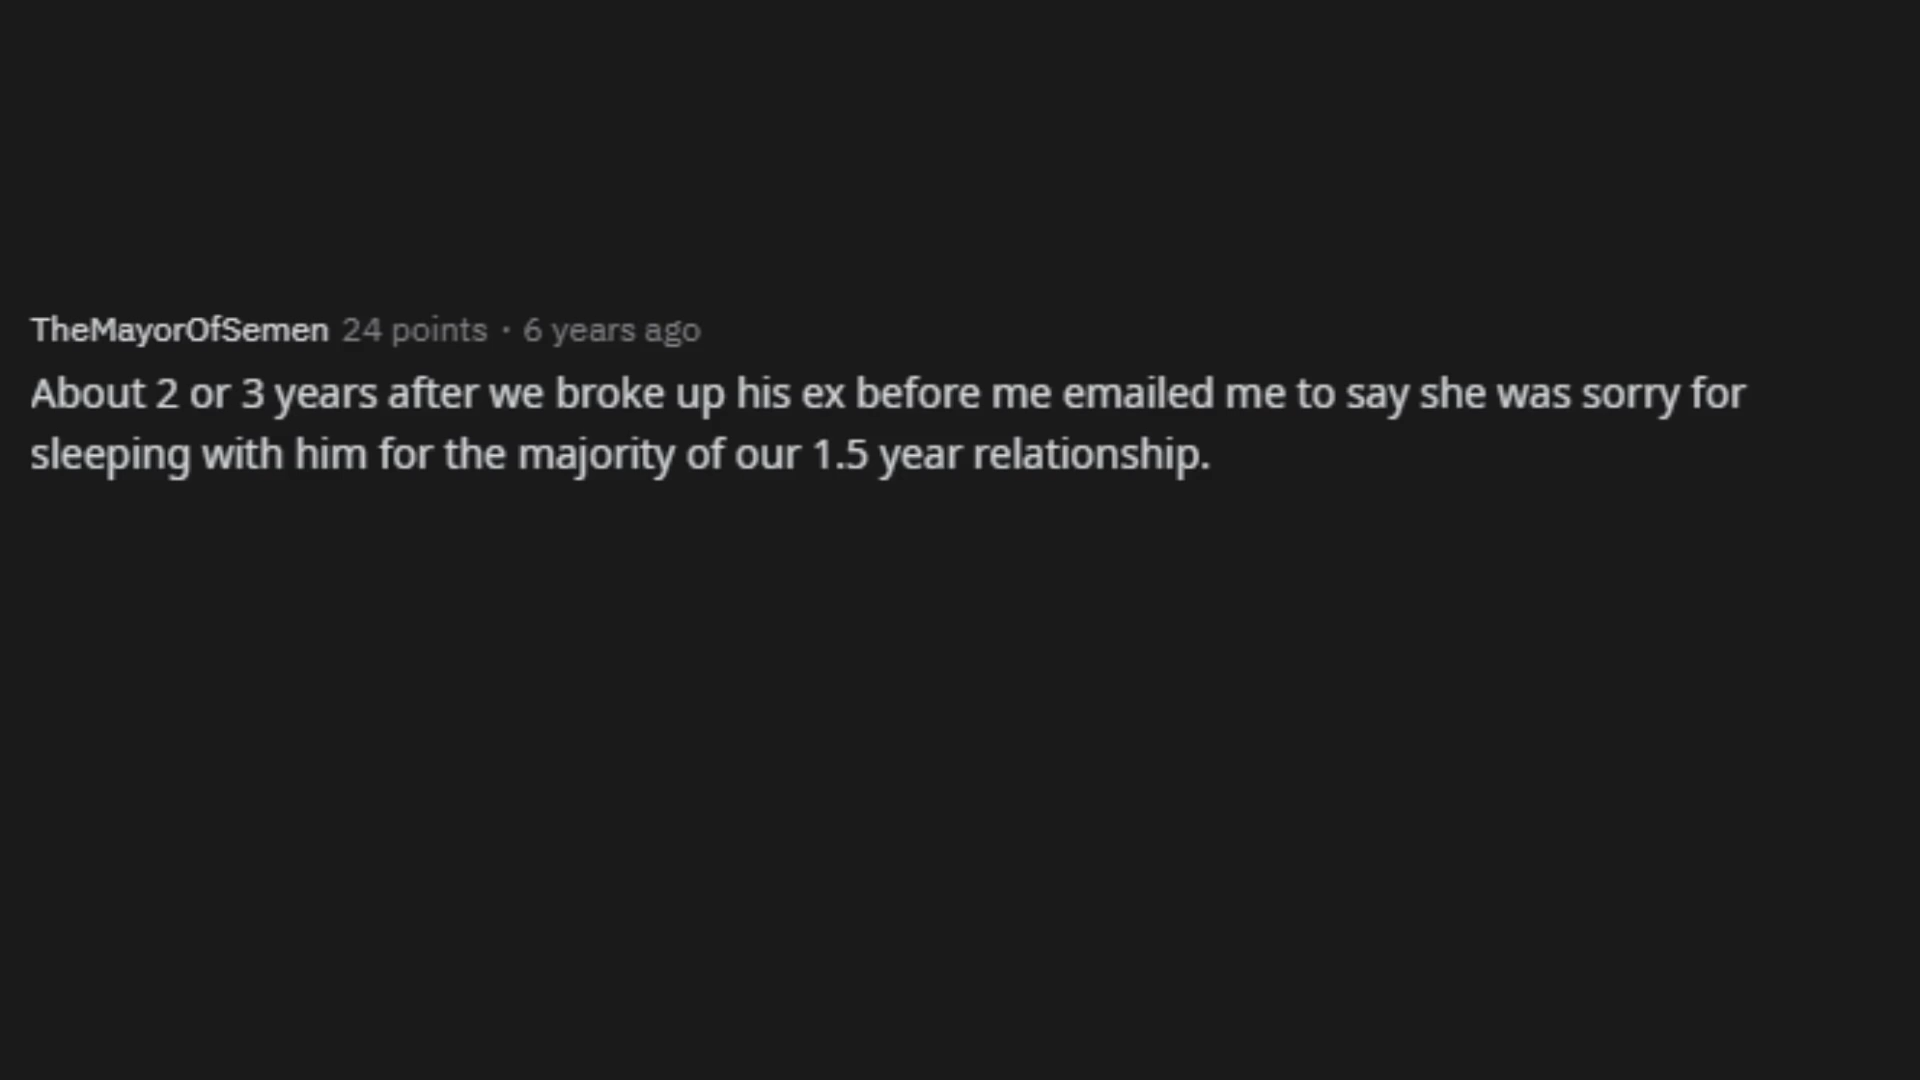 TheMayorOfSemen 24 points · 6 years ago
About 2 or 3 years after we broke up his ex before me emailed me to say she was sorry for
sleeping with him for the majority of our 1.5 year relationship.